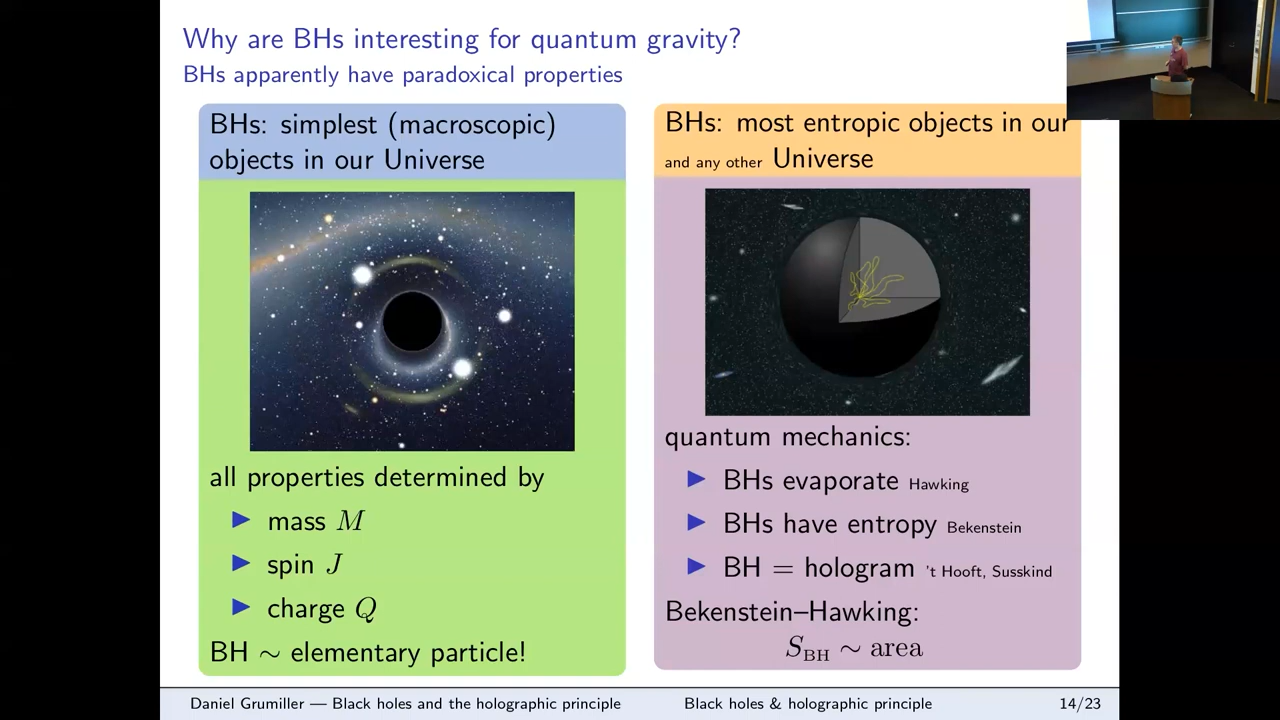 Why are BHs interesting for quantum gravity?
BHs apparently have paradoxical properties
BHs: simplest (macroscopic)
objects in our Universe
all properties determined by
▶ mass M
▶ spin J
▶ charge Q
BH ∼ elementary particle!
BHs: most entropic objects in our
and any other Universe
quantum mechanics:
▶ BHs evaporate Hawking
▶ BHs have entropy Bekenstein
▶ BH = hologram 't Hooft, Susskind
Bekenstein–Hawking:
S_BH ∼ area
Daniel Grumiller — Black holes and the holographic principle Black holes & holographic principle 14/23